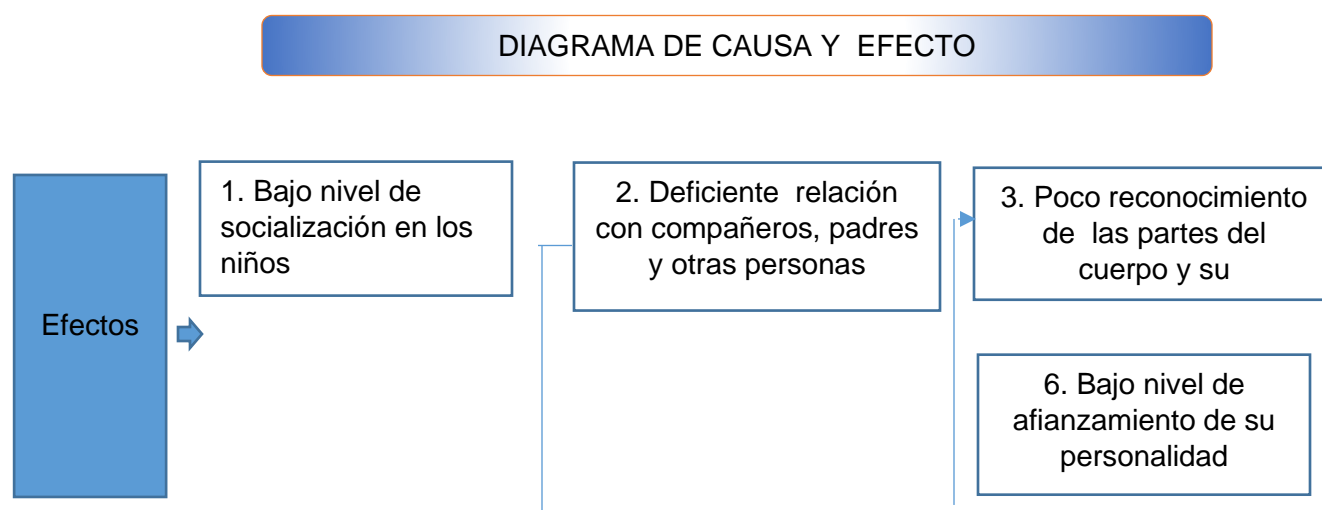 DIAGRAMA DE CAUSA Y EFECTO
Efectos
1. Bajo nivel de
socialización en los
niños
2. Deficiente relación
con compañeros, padres
y otras personas
3. Poco reconocimiento
de las partes del
cuerpo y su
6. Bajo nivel de
afianzamiento de su
personalidad